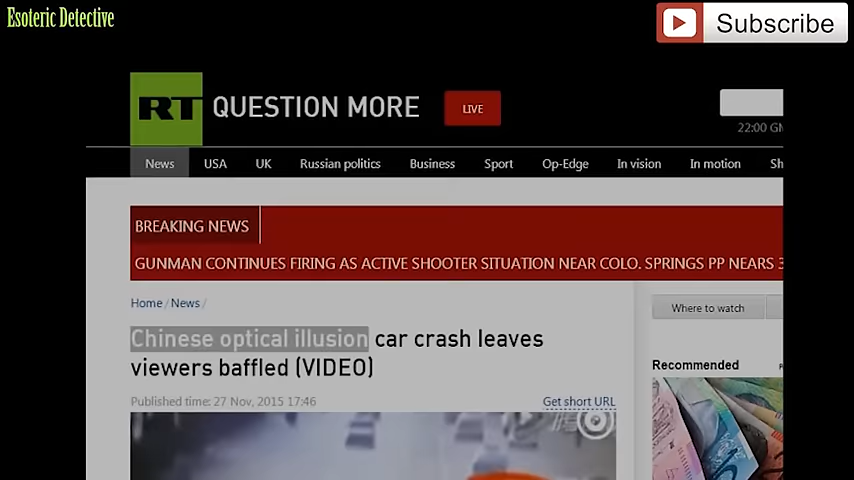 Esoteric Detective
Subscribe
RT QUESTION MORE
LIVE
22:00
News USA UK Russian politics Business Sport Op-Edge In vision In motion
BREAKING NEWS
GUNMAN CONTINUES FIRING AS ACTIVE SHOOTER SITUATION NEAR COLO. SPRINGS PP NEARS
Home / News /
Where to watch
Chinese optical illusion car crash leaves
viewers baffled (VIDEO)
Recommended
Published time: 27 Nov, 2015 17:46
Get short URL